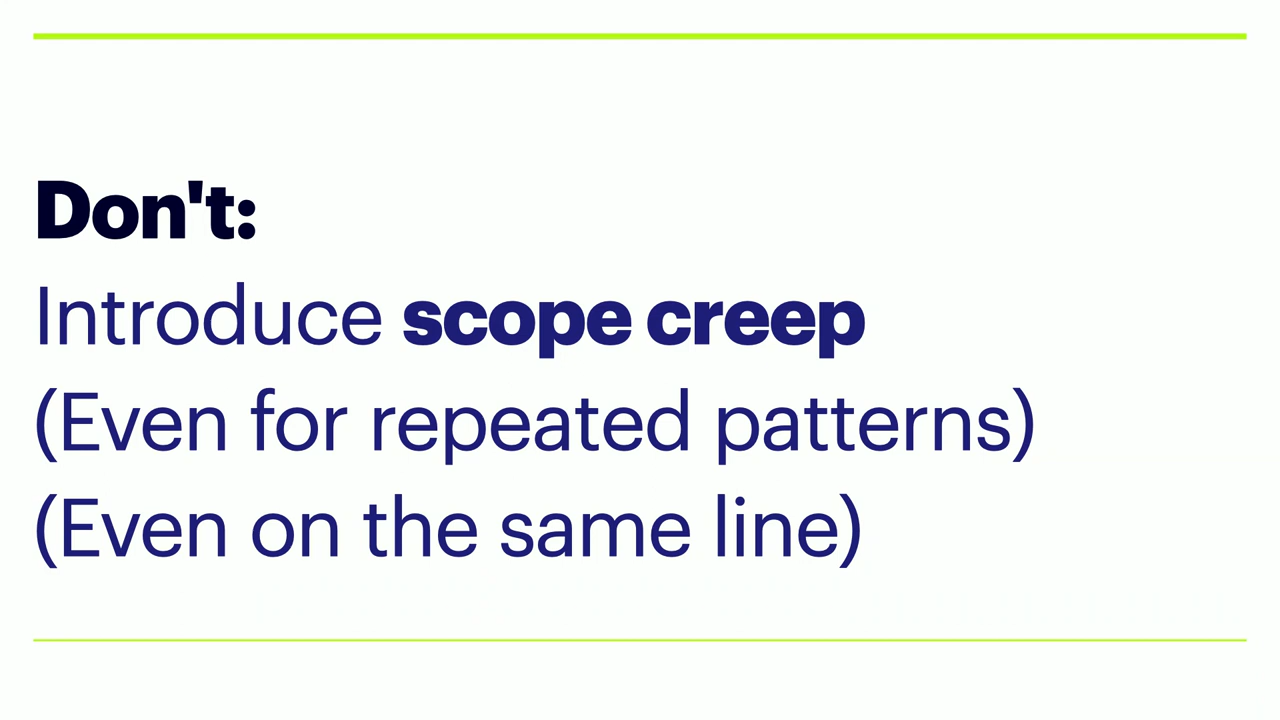 Don't:
Introduce scope creep
(Even for repeated patterns)
(Even on the same line)